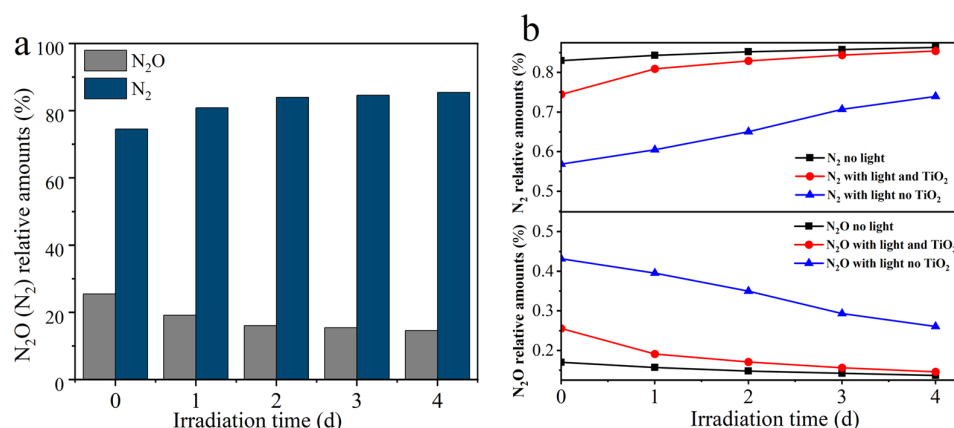 a
N₂O (N₂) relative amounts (%)
100
80
60
40
20
0
N₂O
N₂
0 1 2 3 4
Irradiation time (d)
b
N₂ relative amounts (%)
0.8
0.7
0.6
0.5
N₂ no light
N₂ with light and TiO₂
N₂ with light no TiO₂
N₂O relative amounts (%)
0.5
0.4
0.3
0.2
N₂O no light
N₂O with light and TiO₂
N₂O with light no TiO₂
0 1 2 3 4
Irradiation time (d)